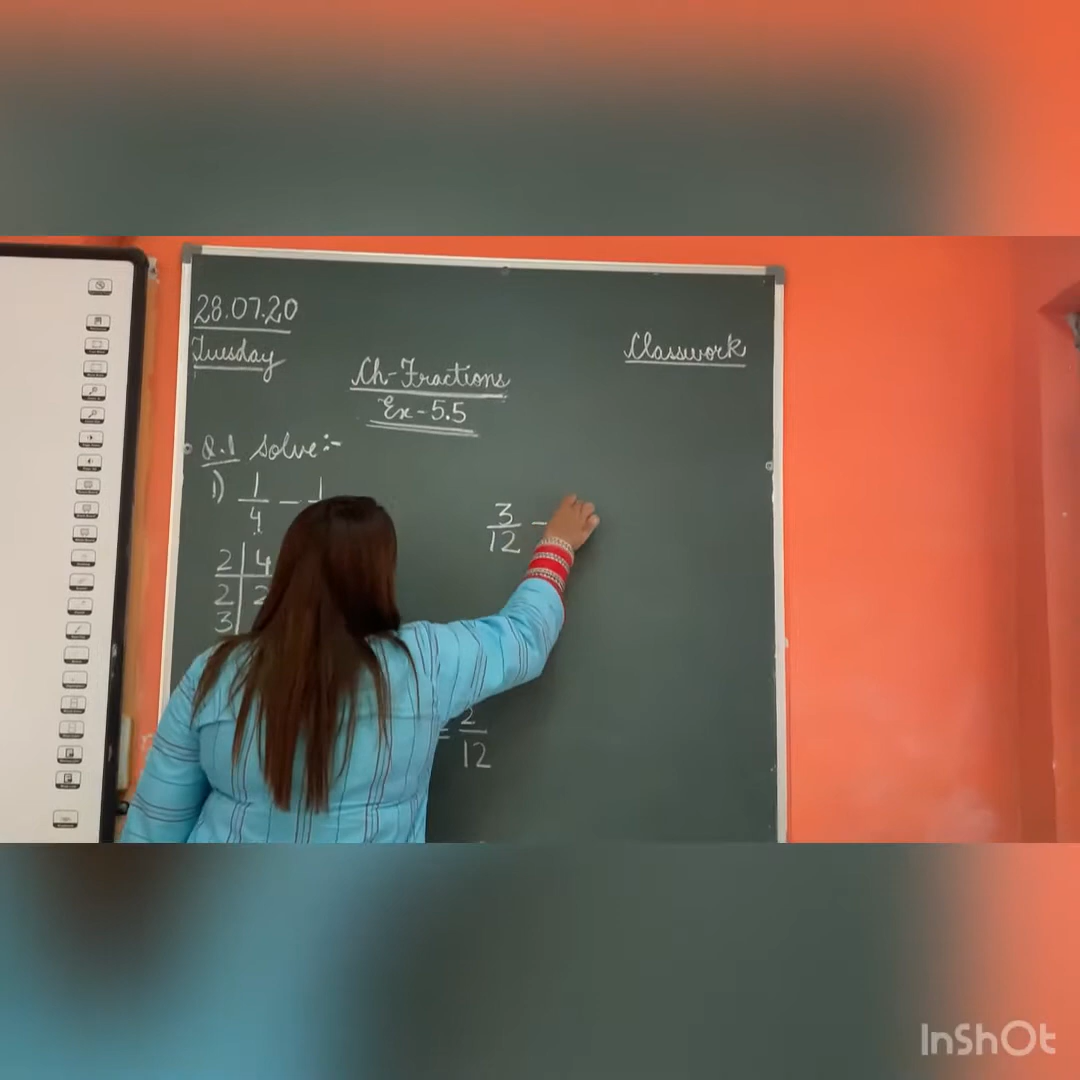 28.07.20
Tuesday
Classwork
Ch-Fractions
Ex-5.5
Q.1 Solve:-
1) 1/4 - 1
3/12 -
2 | 4
2 | 2
3 |
= 2/12
InShOt